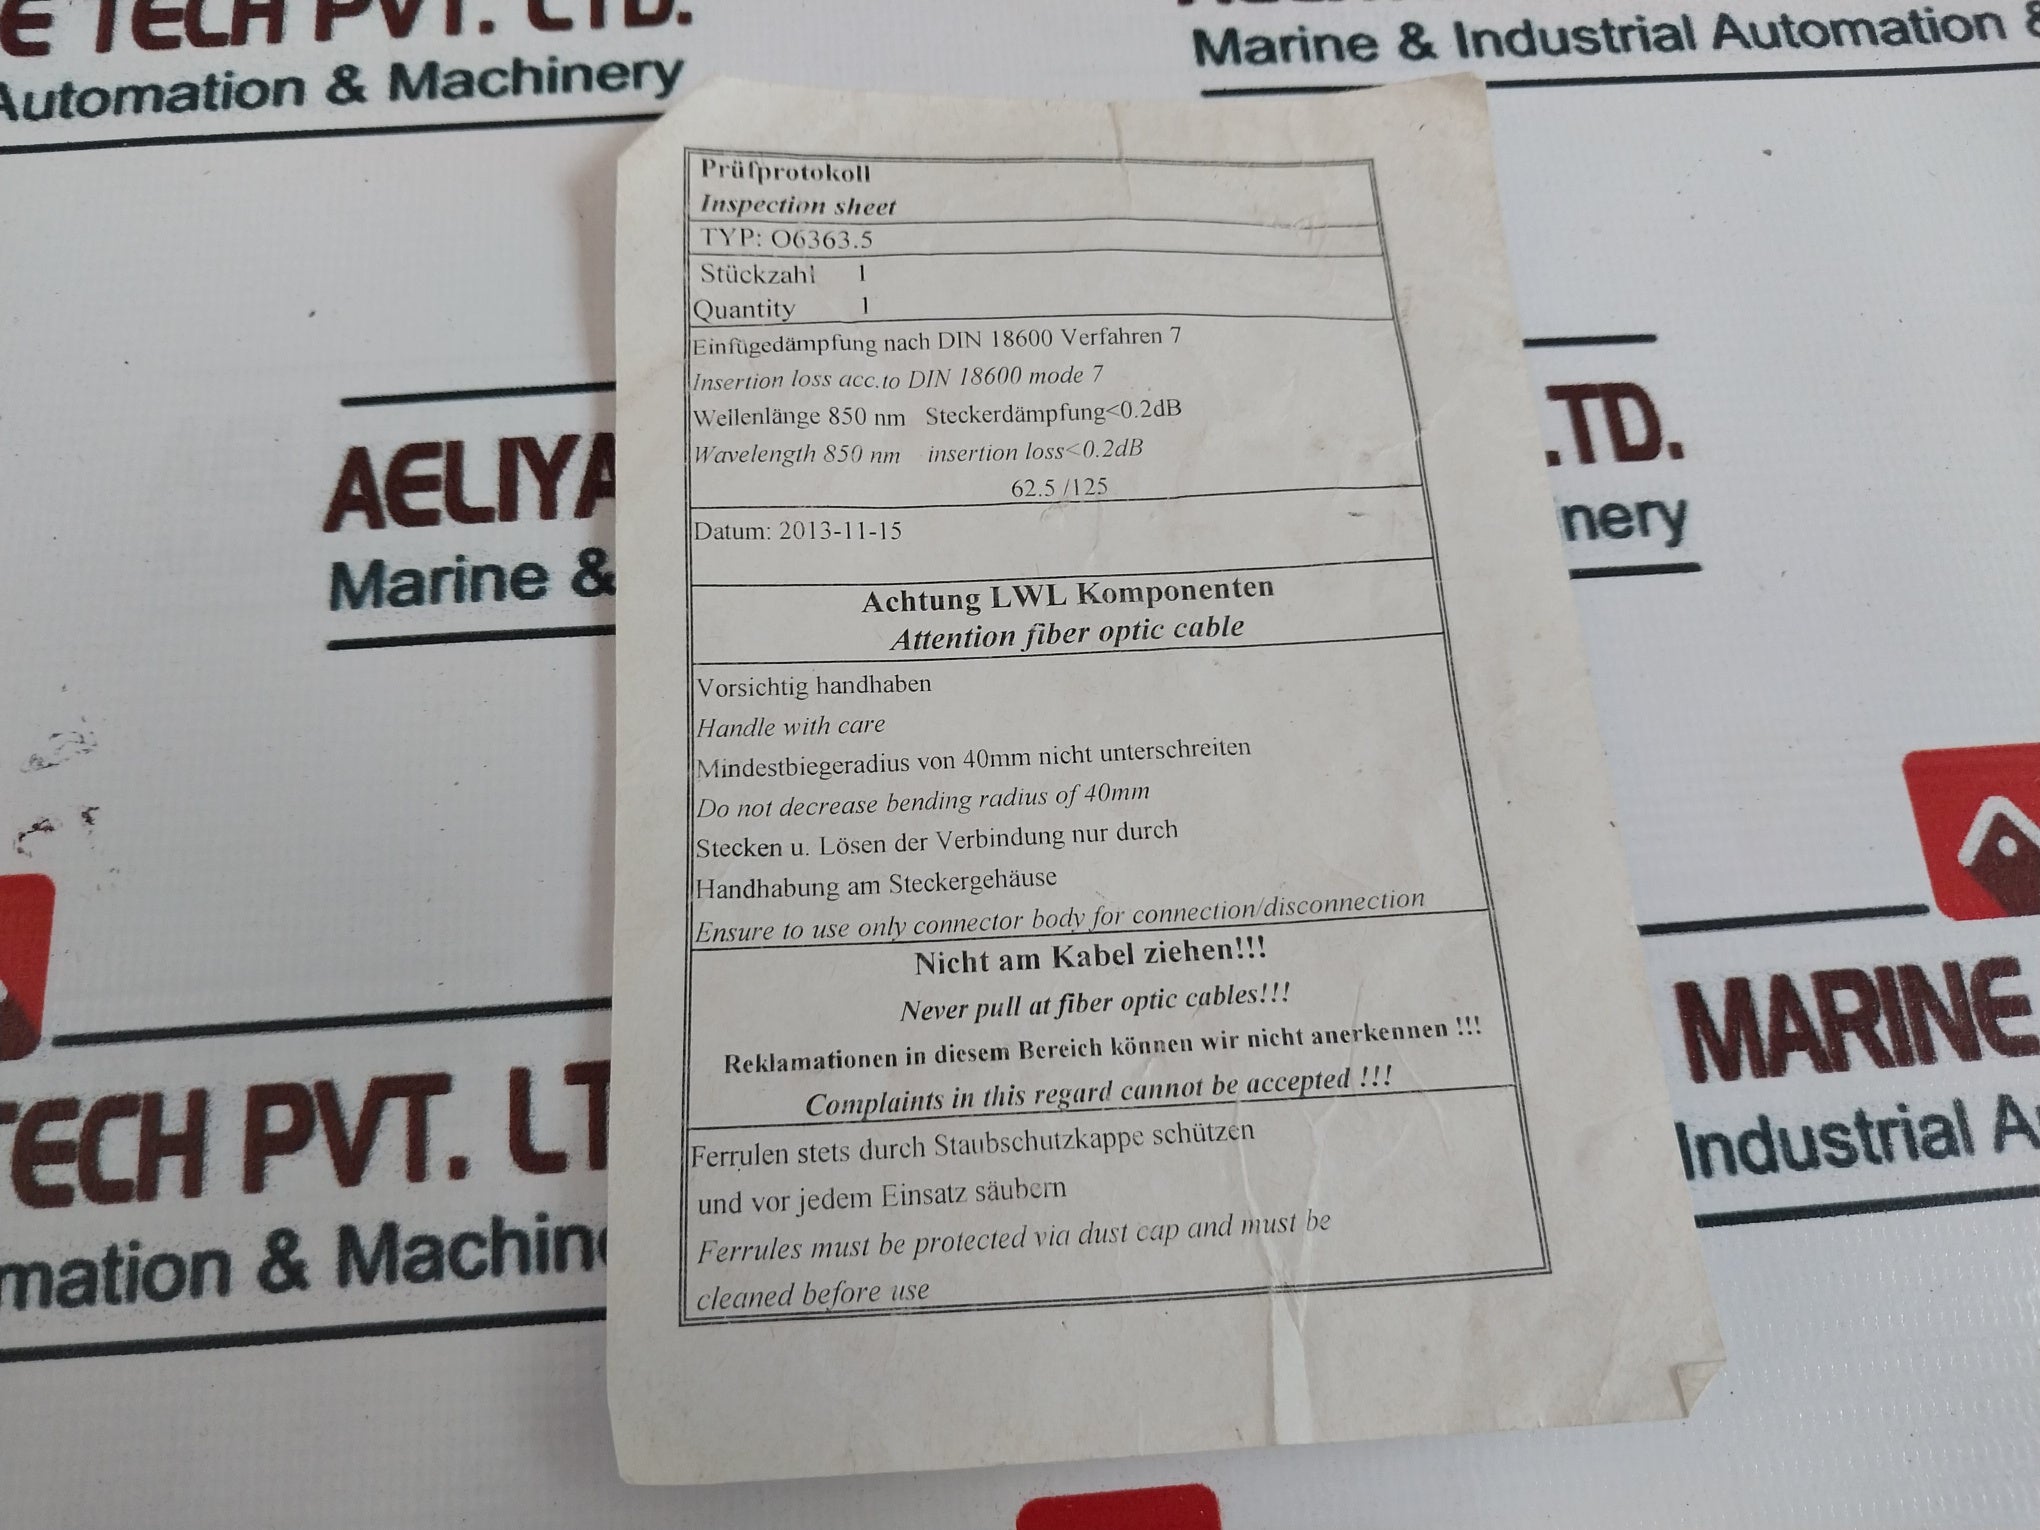 E TECH PVT. LTD.
Automation & Machinery
Marine & Industrial Automation &
AELIYA
Marine &
.TD.
nery
MARINE
Industrial A
TECH PVT. LT
mation & Machin
Prüfprotokoll
Inspection sheet
TYP: O6363.5
Stückzahl 1
Quantity 1
Einfügedämpfung nach DIN 18600 Verfahren 7
Insertion loss acc.to DIN 18600 mode 7
Wellenlänge 850 nm Steckerdämpfung<0.2dB
Wavelength 850 nm insertion loss<0.2dB
62.5 /125
Datum: 2013-11-15
Achtung LWL Komponenten
Attention fiber optic cable
Vorsichtig handhaben
Handle with care
Mindestbiegeradius von 40mm nicht unterschreiten
Do not decrease bending radius of 40mm
Stecken u. Lösen der Verbindung nur durch
Handhabung am Steckergehäuse
Ensure to use only connector body for connection/disconnection
Nicht am Kabel ziehen!!!
Never pull at fiber optic cables!!!
Reklamationen in diesem Bereich können wir nicht anerkennen !!!
Complaints in this regard cannot be accepted !!!
Ferrulen stets durch Staubschutzkappe schützen
und vor jedem Einsatz säubern
Ferrules must be protected via dust cap and must be
cleaned before use